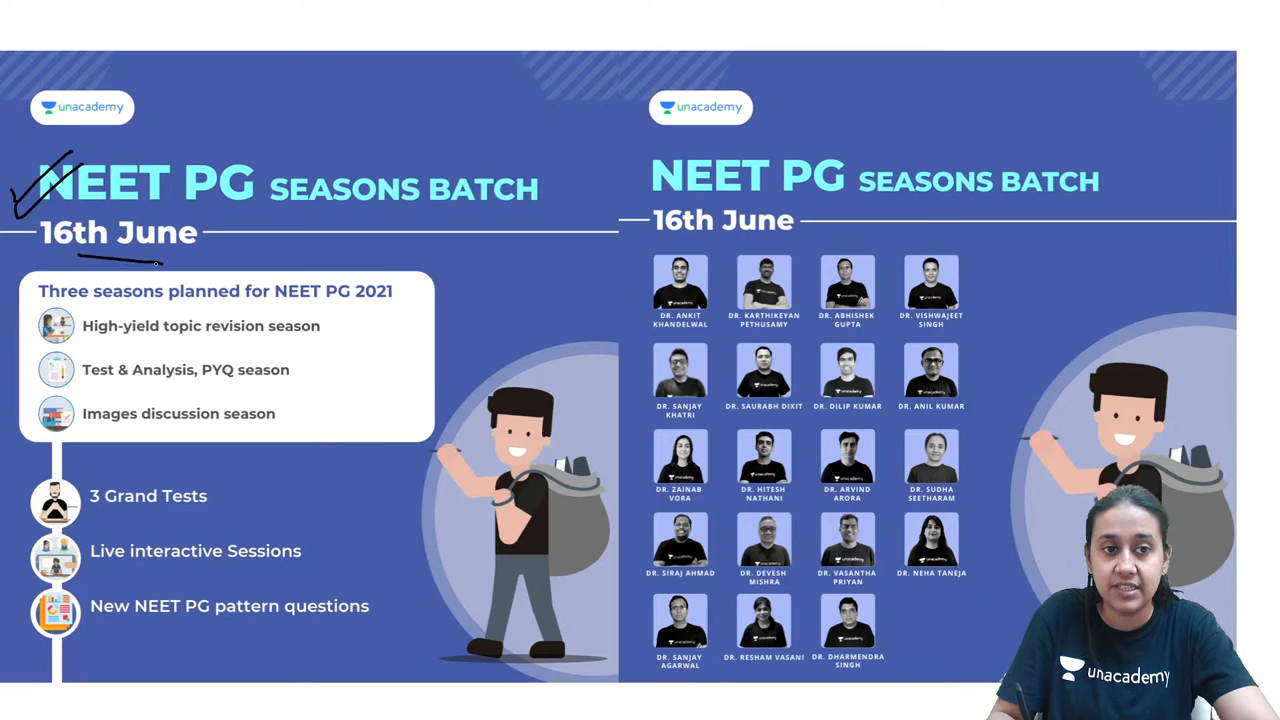 unacademy
NEET PG SEASONS BATCH
16th June
Three seasons planned for NEET PG 2021
High-yield topic revision season
Test & Analysis, PYQ season
Images discussion season
3 Grand Tests
Live interactive Sessions
New NEET PG pattern questions
unacademy
NEET PG SEASONS BATCH
16th June
DR. ANKIT
KHANDELWAL
DR. KARTHIKEYAN
PETHUSAMY
DR. ABHISHEK
GUPTA
DR. VISHWAJEET
SINGH
DR. SANJAY
KHATRI
DR. SAURABH DIXIT
DR. DILIP KUMAR
DR. ANIL KUMAR
DR. ZAINAB
VORA
DR. HITESH
NATHANI
DR. ARVIND
ARORA
DR. SUDHA
SEETHARAM
DR. SIRAJ AHMAD
DR. DEVESH
MISHRA
DR. VASANTHA
PRIYAN
DR. NEHA TANEJA
DR. SANJAY
AGARWAL
DR. RESHAM VASANI
DR. DHARMENDRA
SINGH
unacademy